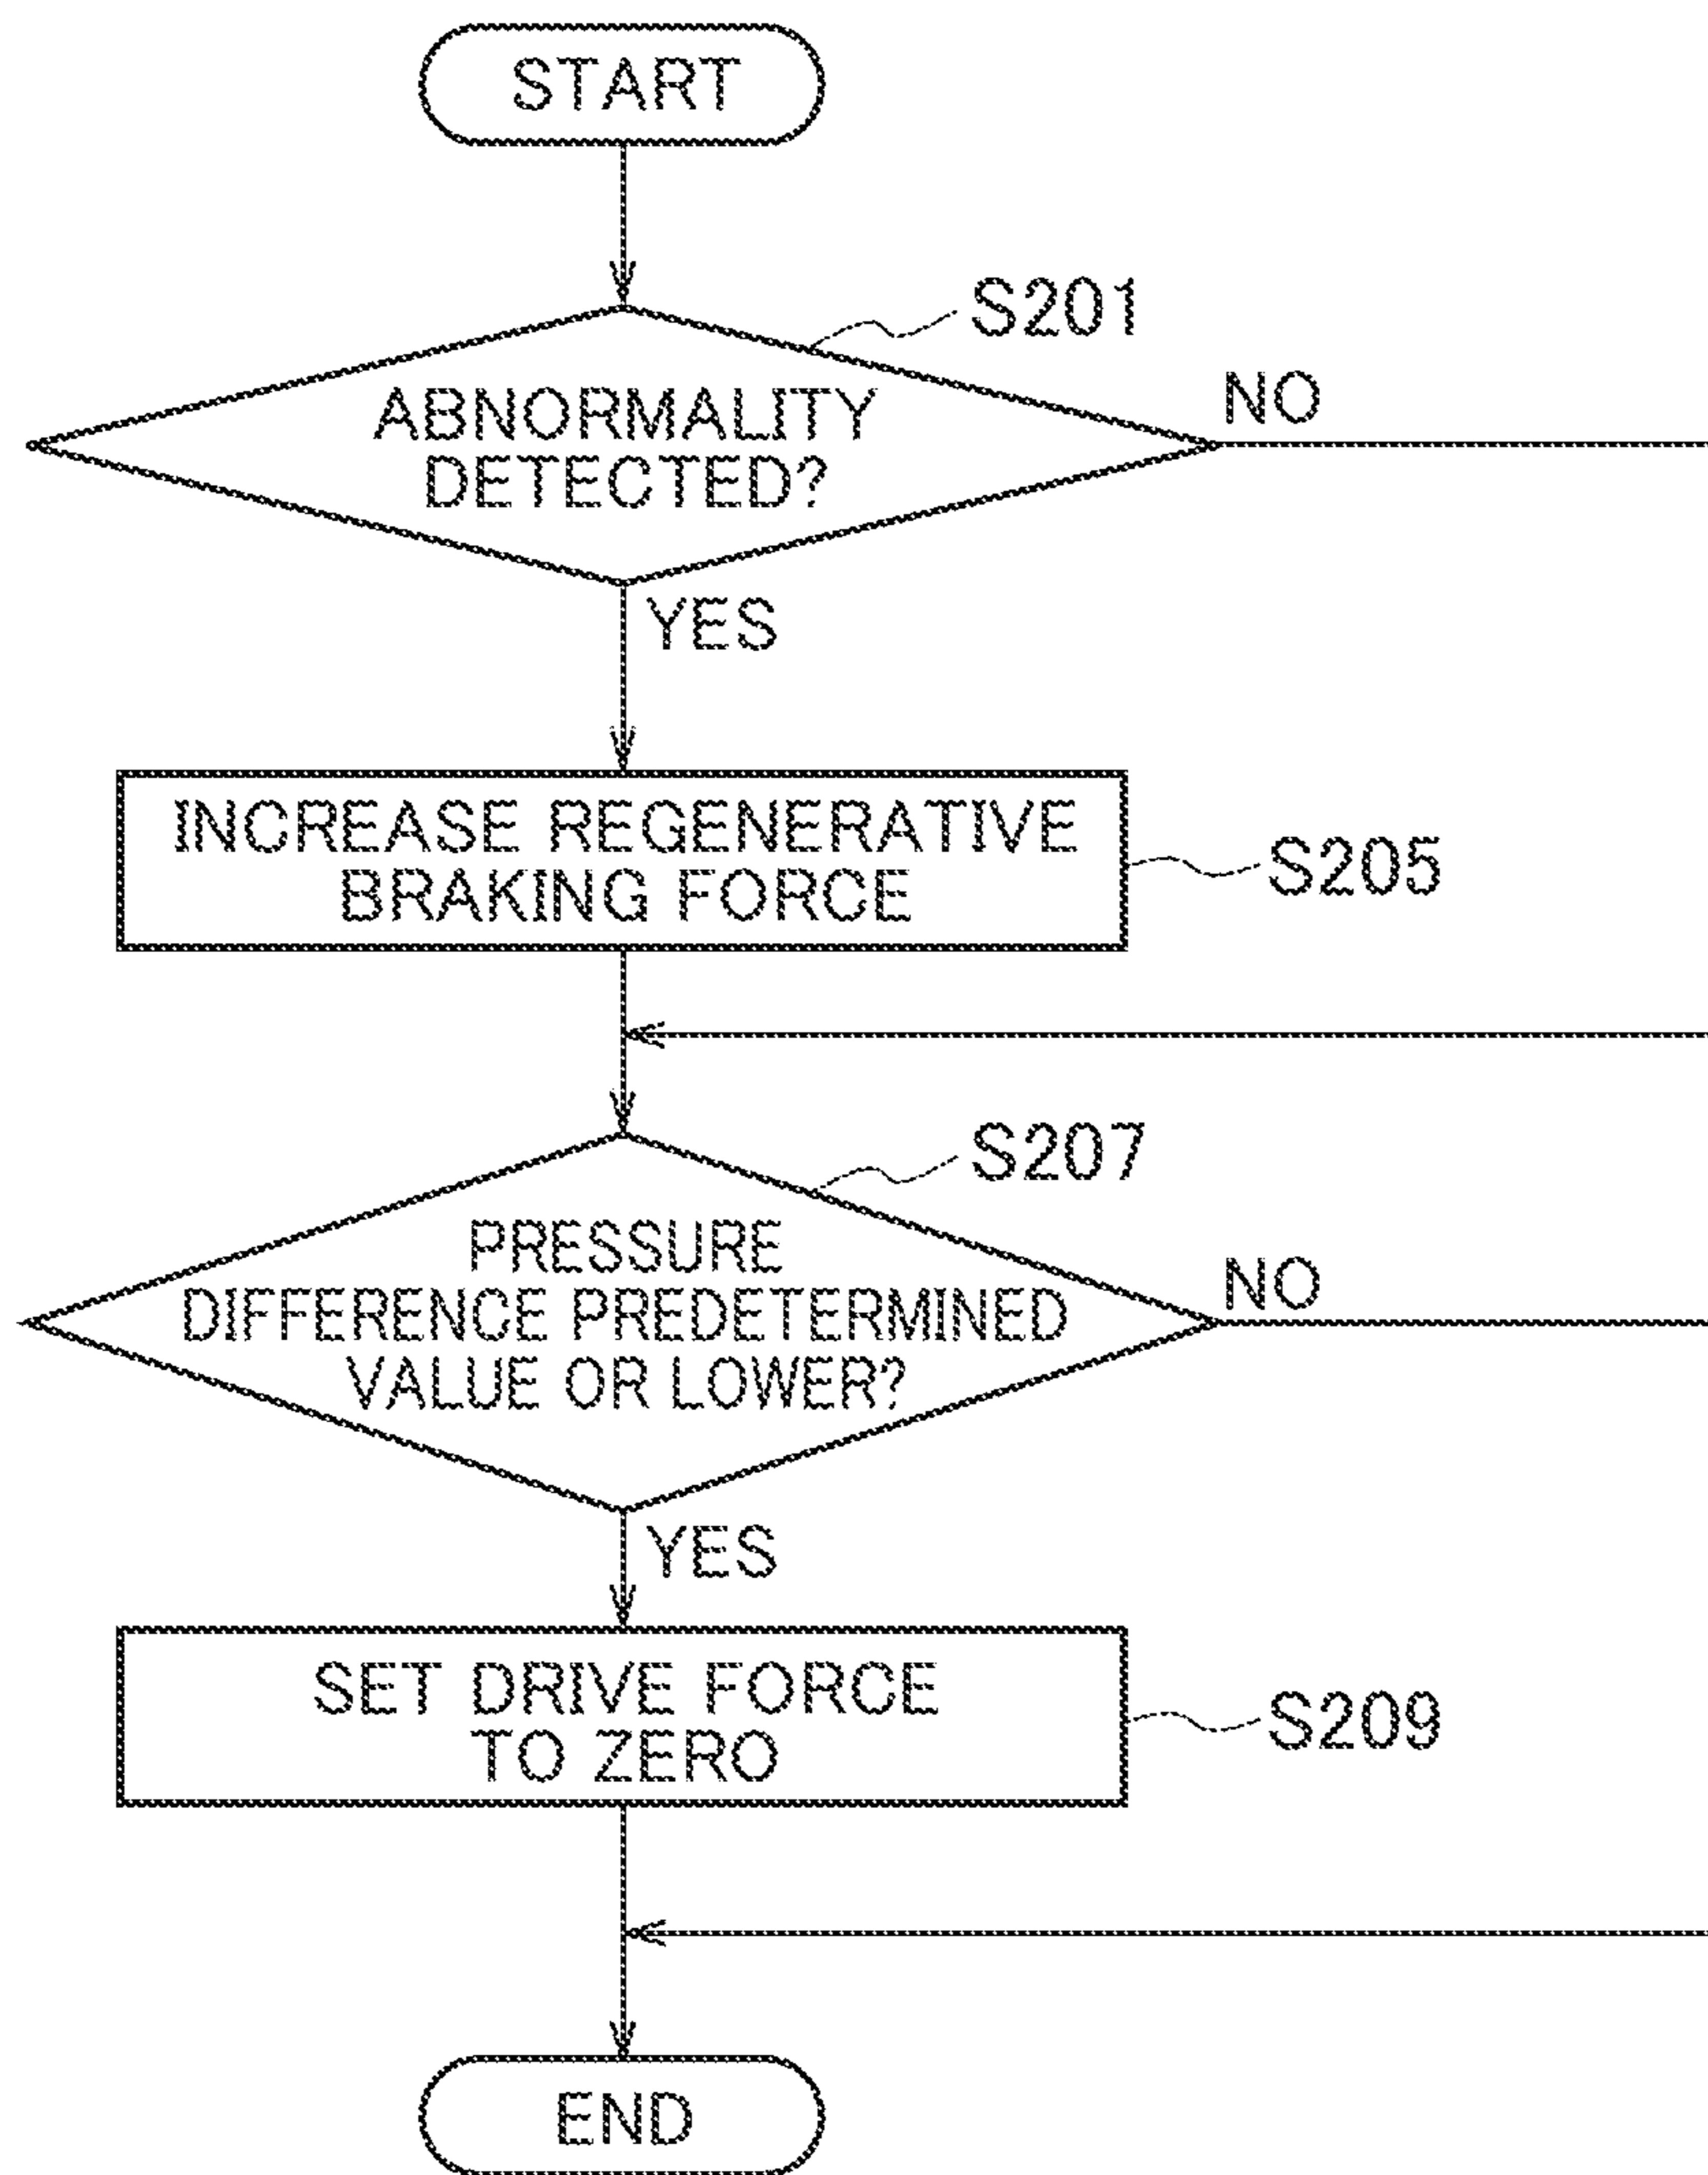 START
S201
ABNORMALITY
DETECTED?
NO
YES
INCREASE REGENERATIVE
BRAKING FORCE
S205
S207
PRESSURE
DIFFERENCE PREDETERMINED
VALUE OR LOWER?
NO
YES
SET DRIVE FORCE
TO ZERO
S209
END